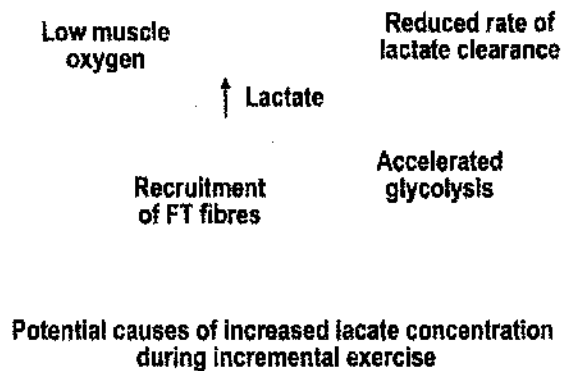 Low muscle
oxygen
Reduced rate of
lactate clearance
Lactate
Accelerated
glycolysis
Recruitment
of FT fibres
Potential causes of increased lacate concentration
during incremental exercise